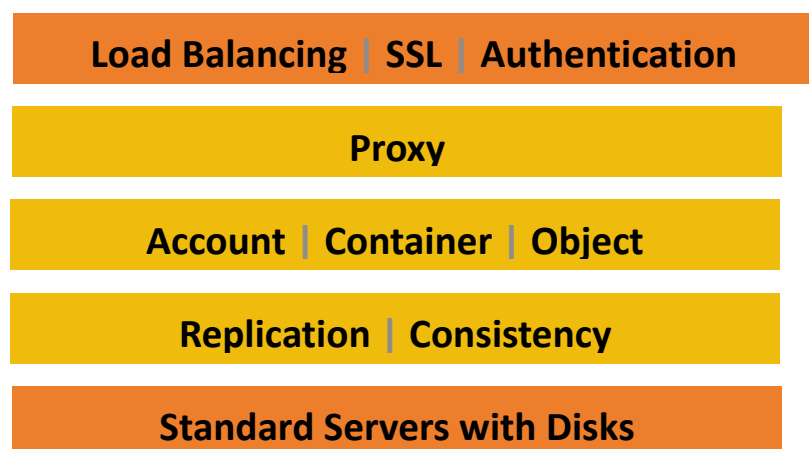 Load Balancing | SSL | Authentication
Proxy
Account | Container | Object
Replication | Consistency
Standard Servers with Disks